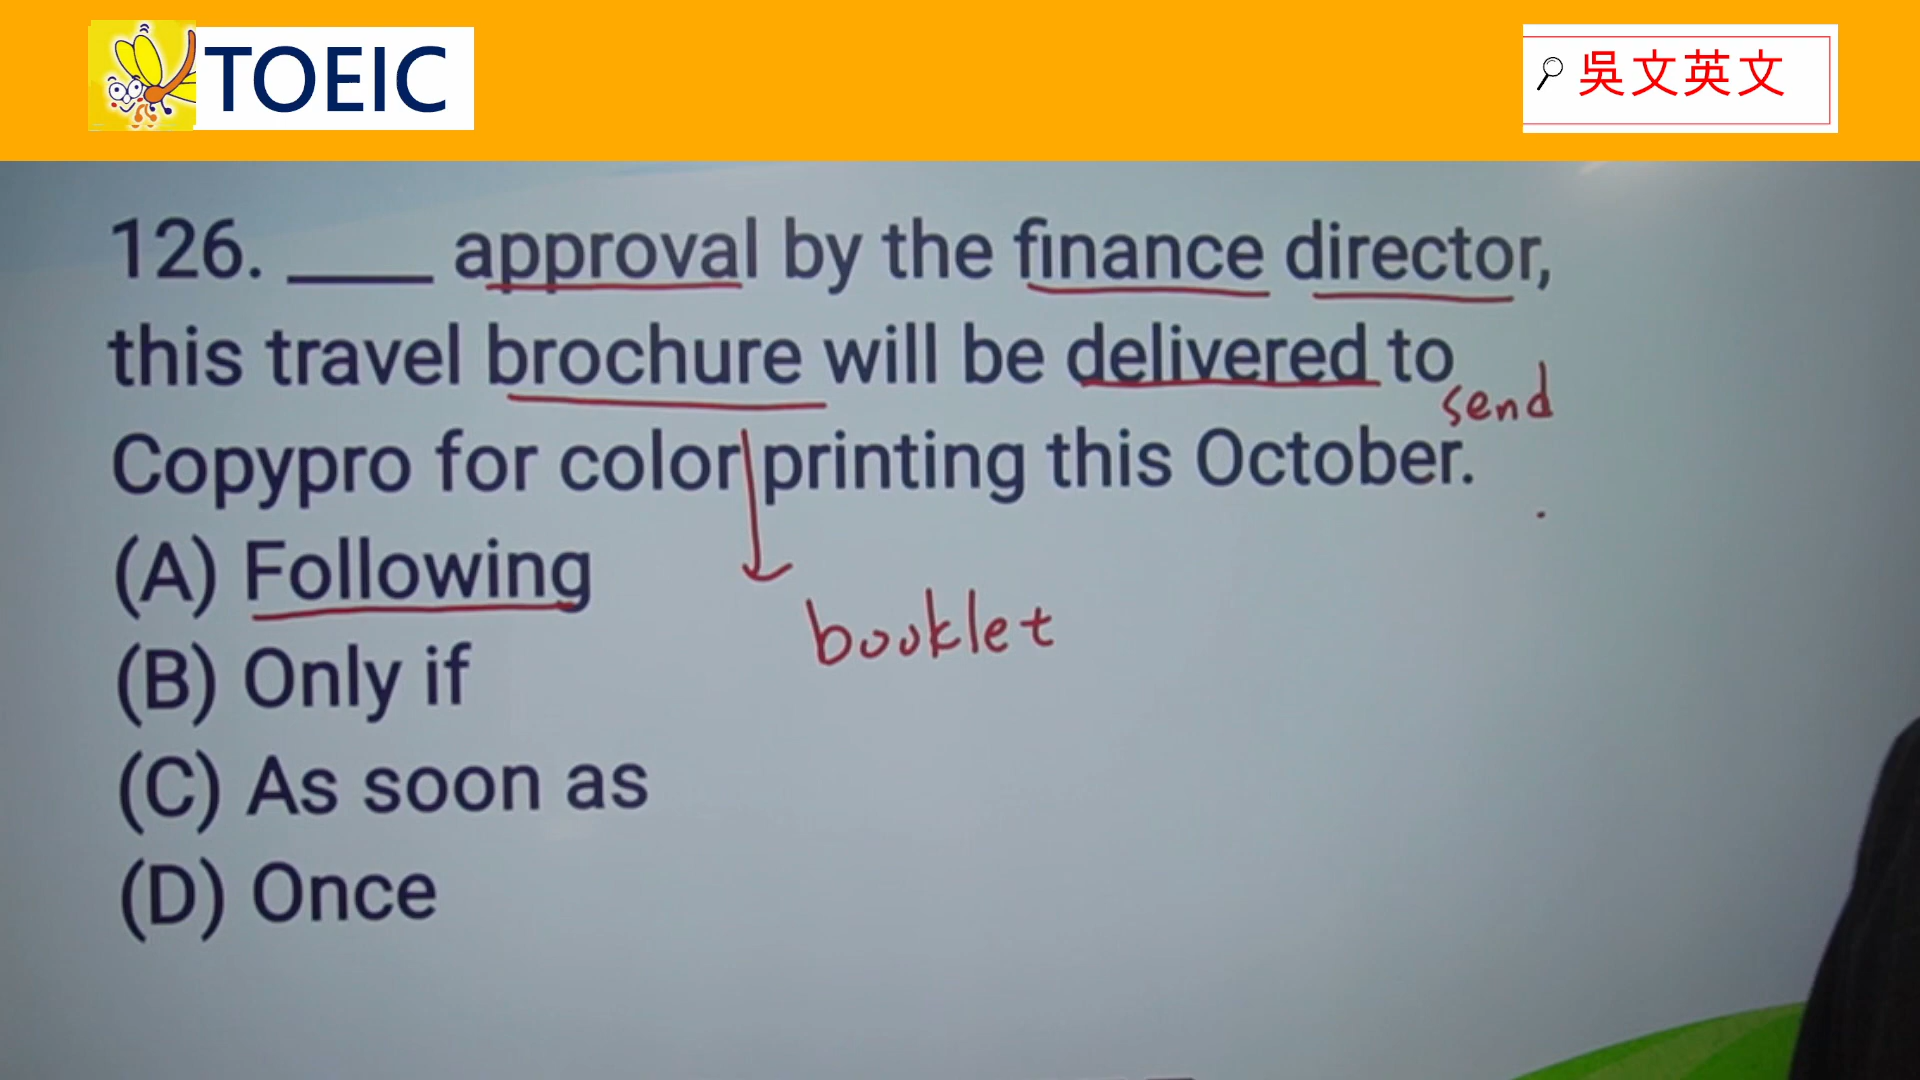 TOEIC
吳文英文
126. ____ approval by the finance director,
this travel brochure will be delivered to
send
Copypro for color printing this October.
(A) Following
booklet
(B) Only if
(C) As soon as
(D) Once